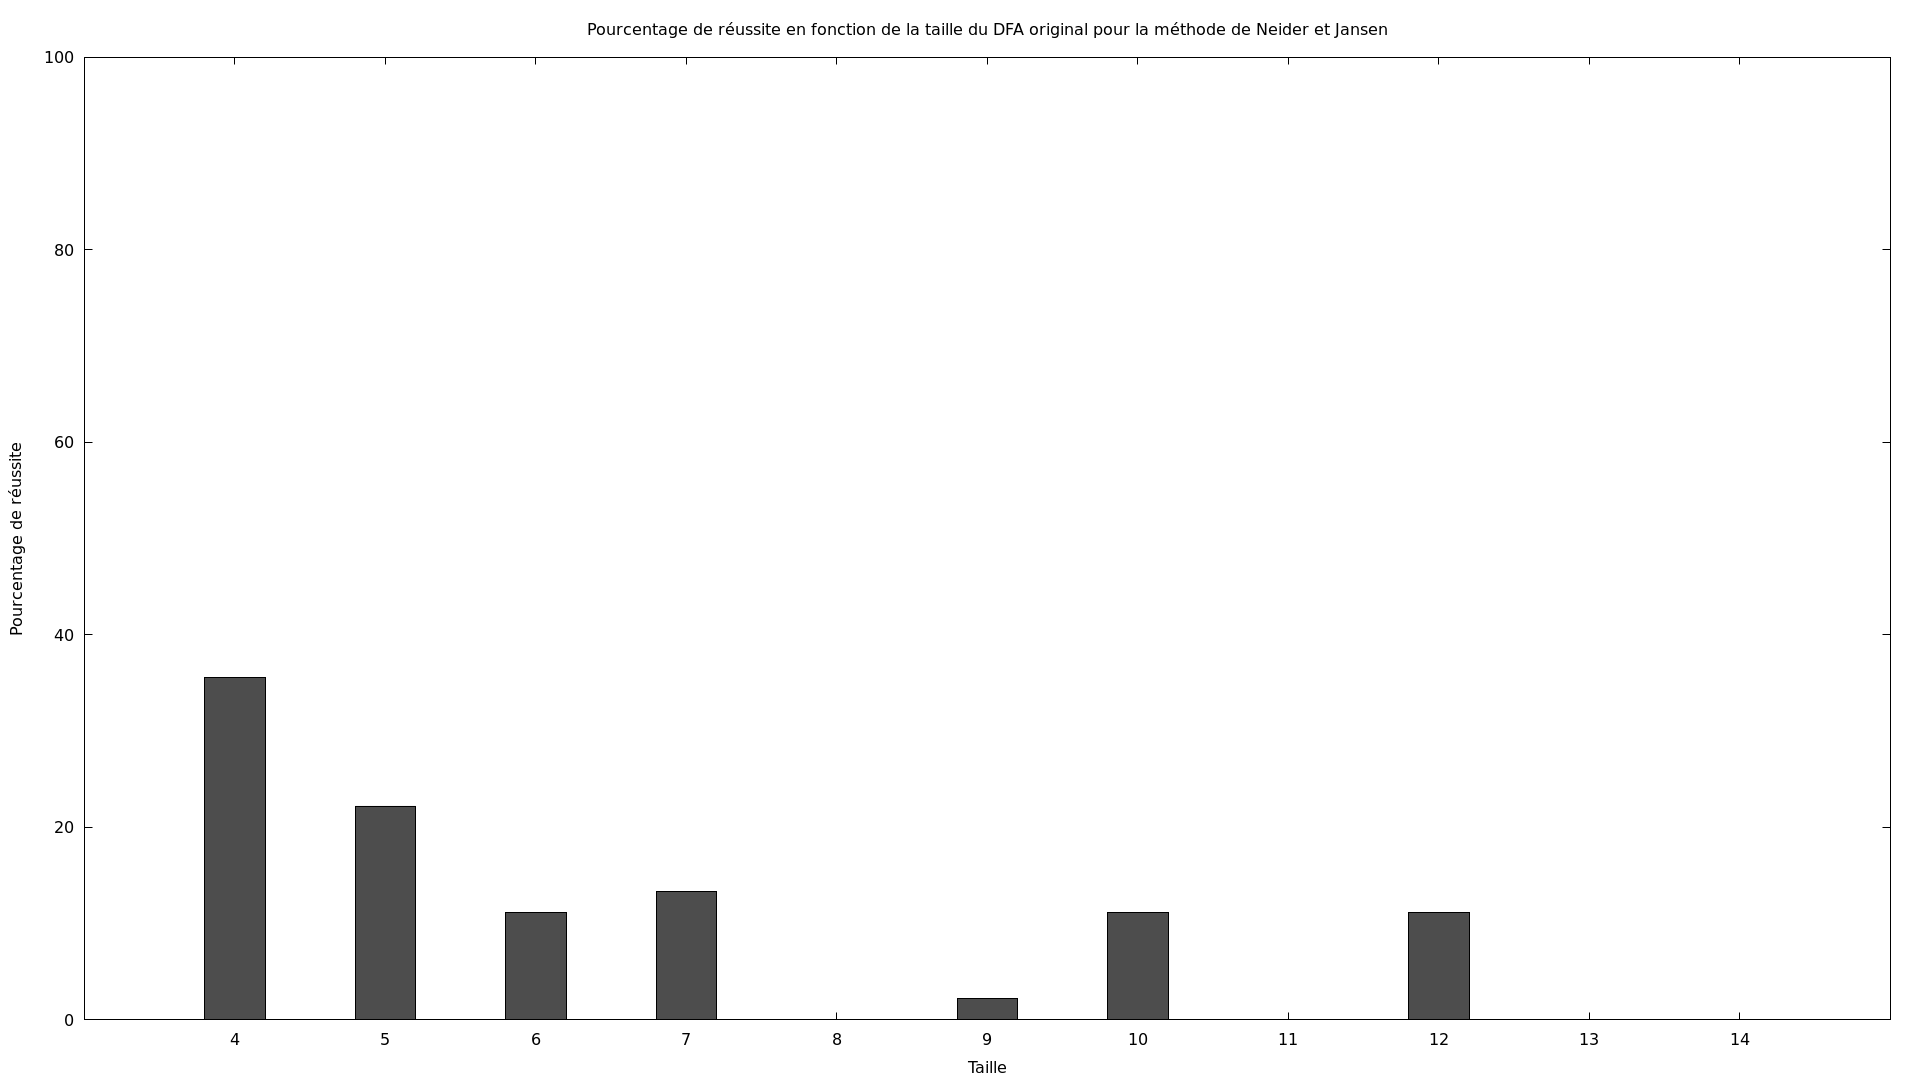 Pourcentage de réussite en fonction de la taille du DFA original pour la méthode de Neider et Jansen
100
80
60
40
20
0
Pourcentage de réussite
4 5 6 7 8 9 10 11 12 13 14
Taille